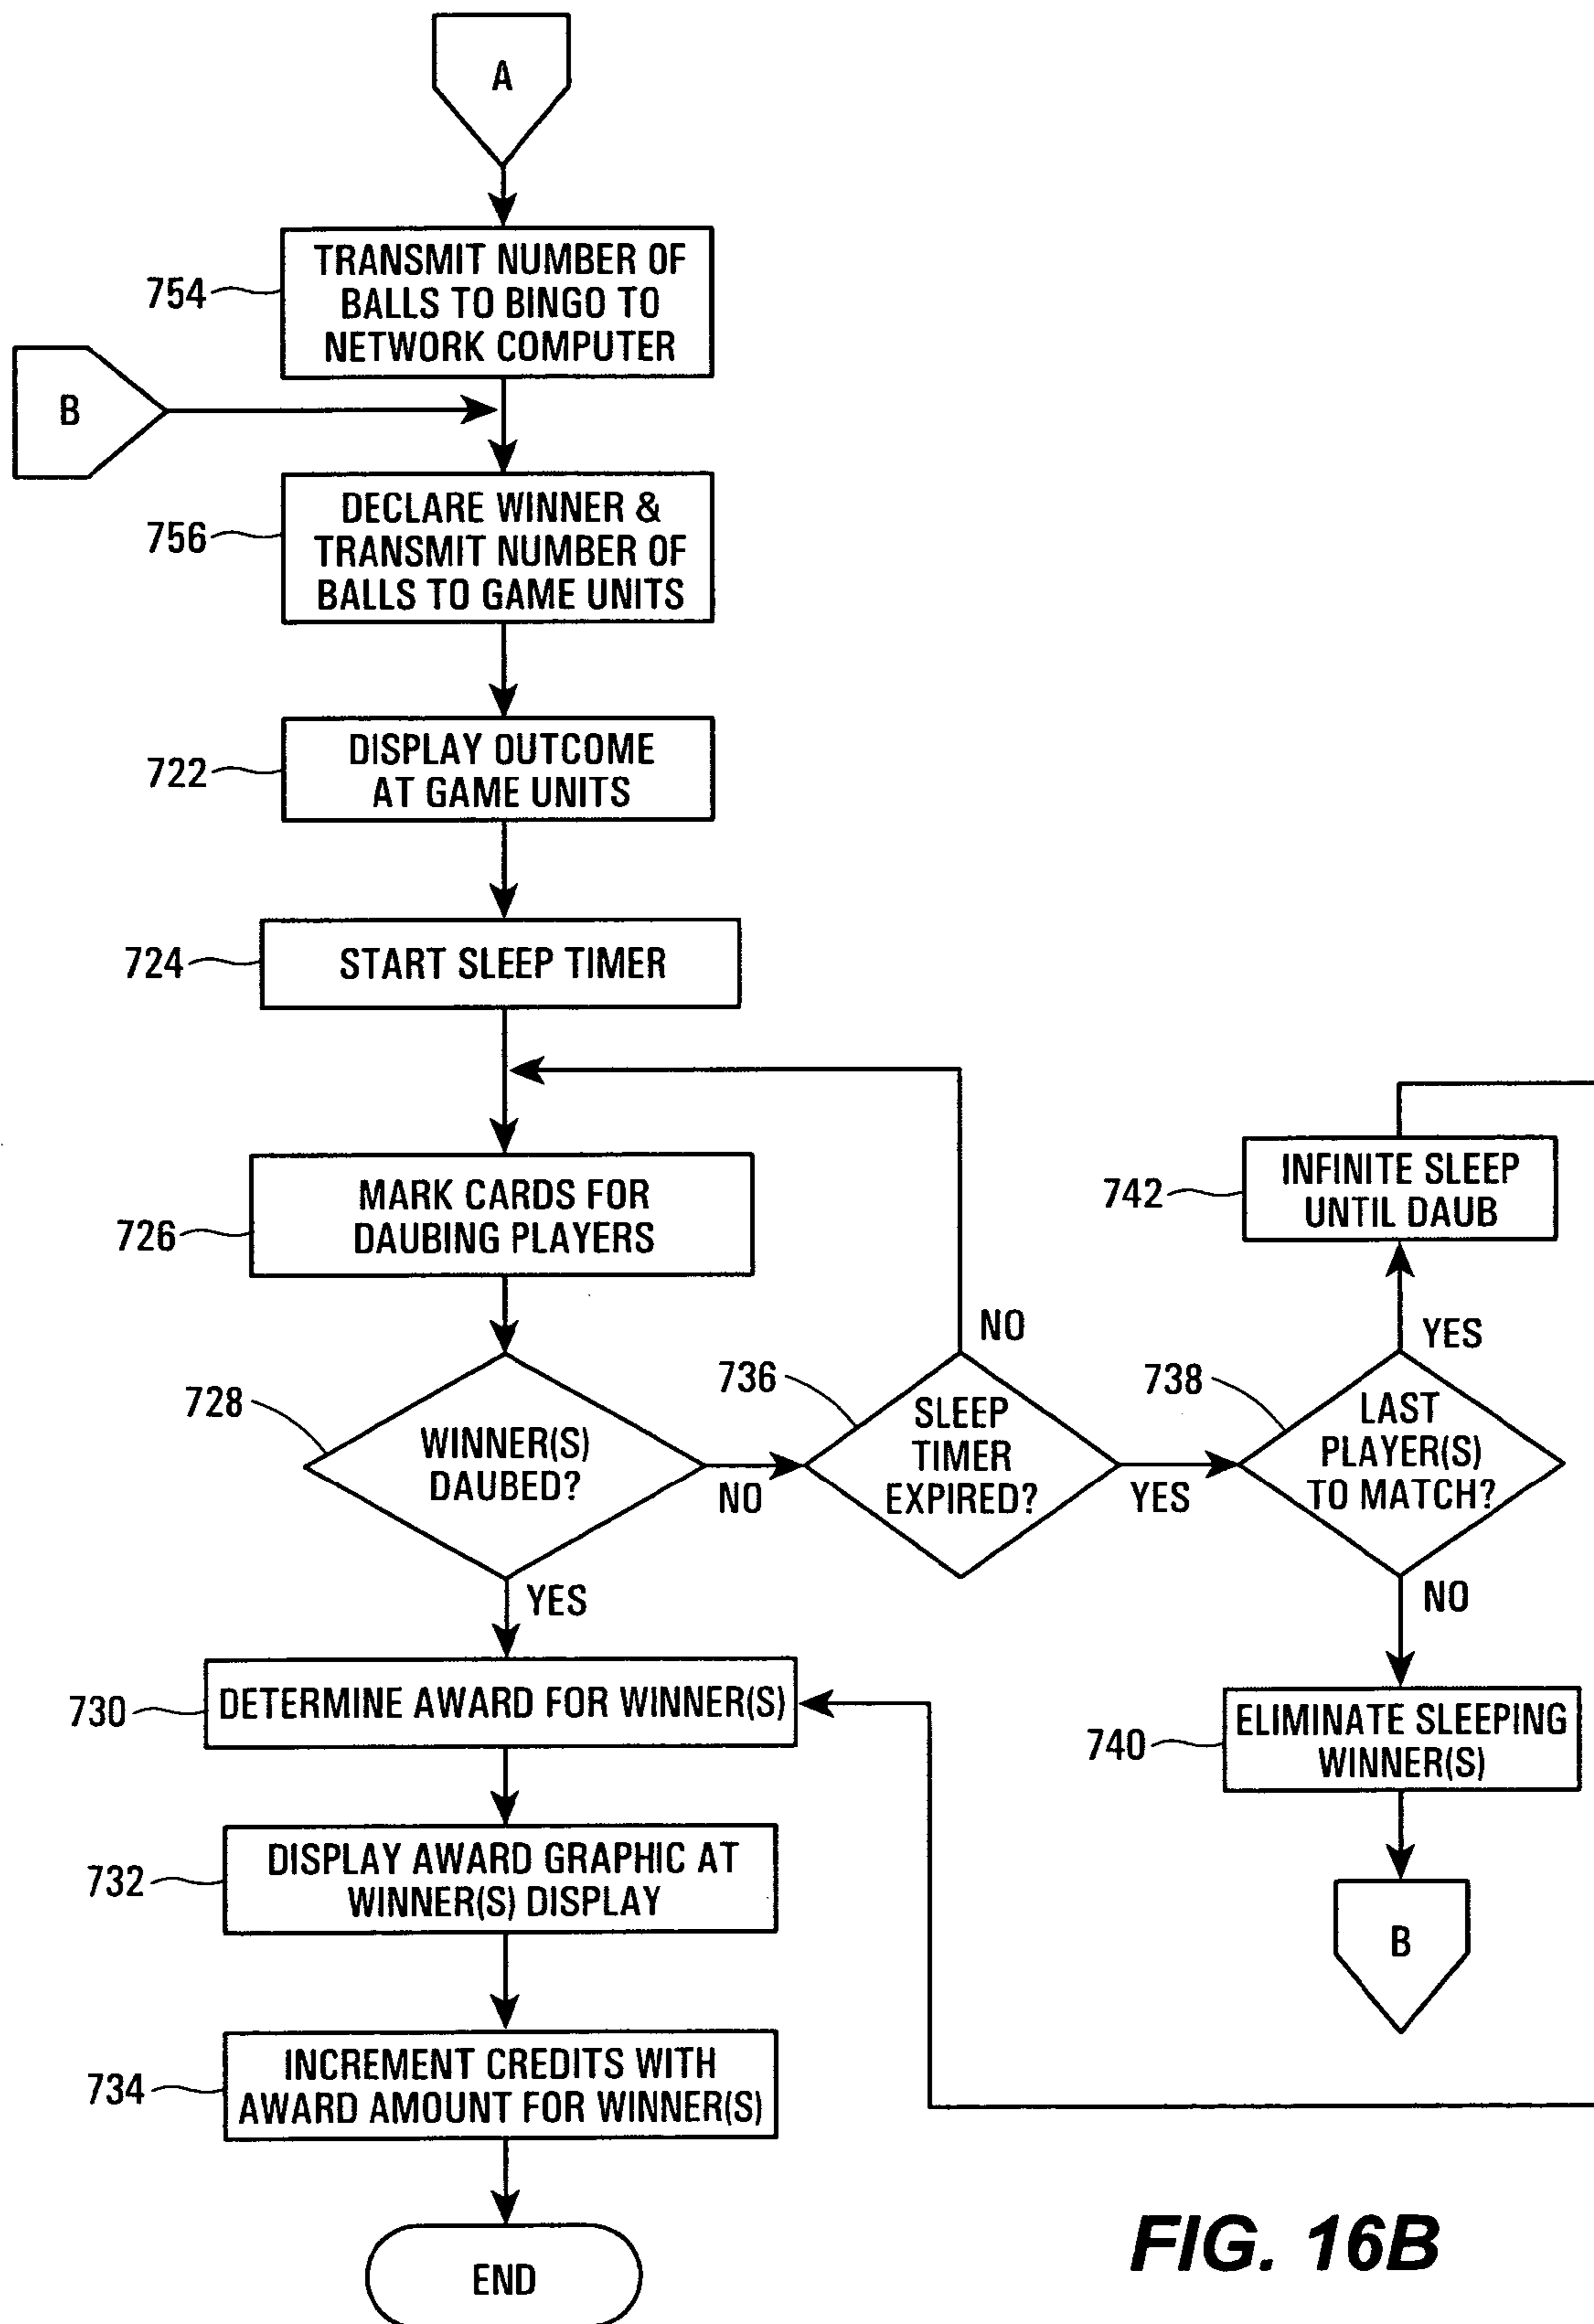 A
754
TRANSMIT NUMBER OF
BALLS TO BINGO TO
NETWORK COMPUTER
B
756
DECLARE WINNER &
TRANSMIT NUMBER OF
BALLS TO GAME UNITS
722
DISPLAY OUTCOME
AT GAME UNITS
724
START SLEEP TIMER
726
MARK CARDS FOR
DAUBING PLAYERS
728
WINNER(S)
DAUBED?
NO
YES
736
SLEEP
TIMER
EXPIRED?
NO
YES
738
LAST
PLAYER(S)
TO MATCH?
YES
NO
742
INFINITE SLEEP
UNTIL DAUB
740
ELIMINATE SLEEPING
WINNER(S)
B
730
DETERMINE AWARD FOR WINNER(S)
732
DISPLAY AWARD GRAPHIC AT
WINNER(S) DISPLAY
734
INCREMENT CREDITS WITH
AWARD AMOUNT FOR WINNER(S)
END
FIG. 16B